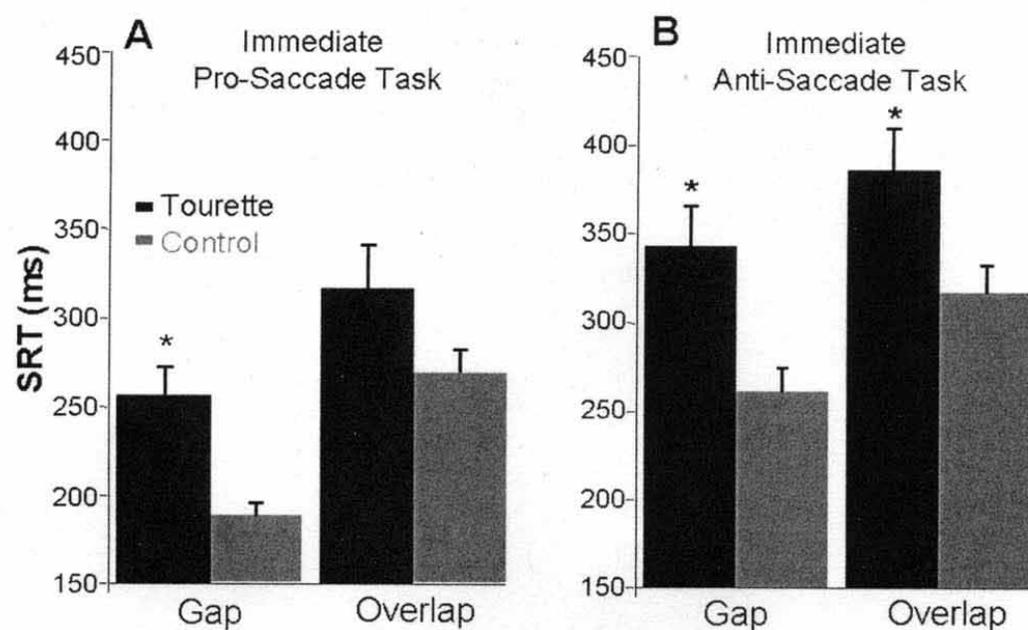 A
Immediate
Pro-Saccade Task
450
400
350
300
250
200
150
SRT (ms)
Tourette
Control
*
Gap
Overlap
B
Immediate
Anti-Saccade Task
450
400
350
300
250
200
150
*
*
Gap
Overlap